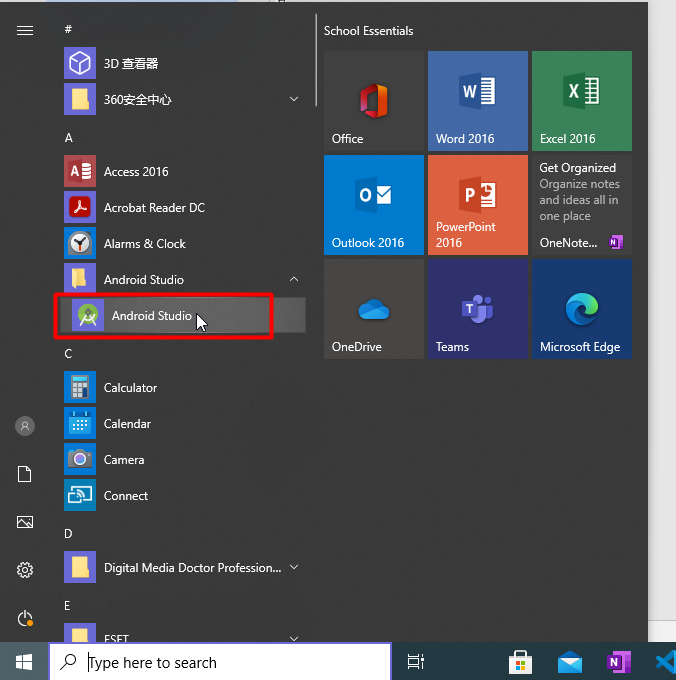 #
3D 查看器
360安全中心
A
Access 2016
Acrobat Reader DC
Alarms & Clock
Android Studio
Android Studio
C
Calculator
Calendar
Camera
Connect
D
Digital Media Doctor Profession...
E
ESET
School Essentials
Office
Word 2016
Excel 2016
Outlook 2016
PowerPoint
2016
Get Organized
Organize notes
and ideas all in
one place
OneNote...
OneDrive
Teams
Microsoft Edge
Type here to search